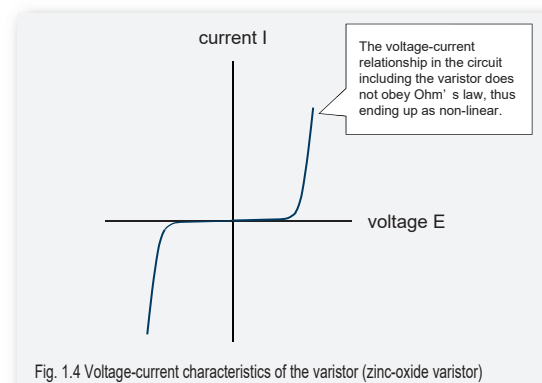 current I
The voltage-current
relationship in the circuit
including the varistor does
not obey Ohm’ s law, thus
ending up as non-linear.
voltage E
Fig. 1.4 Voltage-current characteristics of the varistor (zinc-oxide varistor)